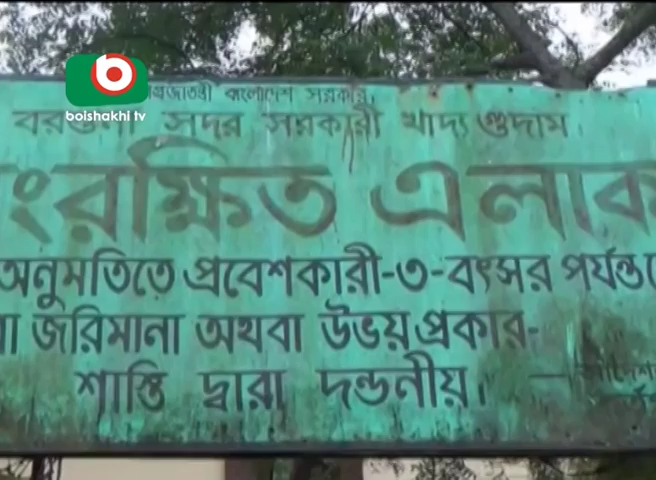 boishakhi tv
প্রজাতন্ত্রী বাংলাদেশ সরকার,
বরগুনা সদর সরকারী খাদ্য গুদাম।
ংরক্ষিত এলাক
অনুমতিতে প্রবেশকারী-৩-বৎসর পর্যন্ত
জরিমানা অথবা উভয় প্রকার-
শাস্তি দ্বারা দন্ডনীয়।